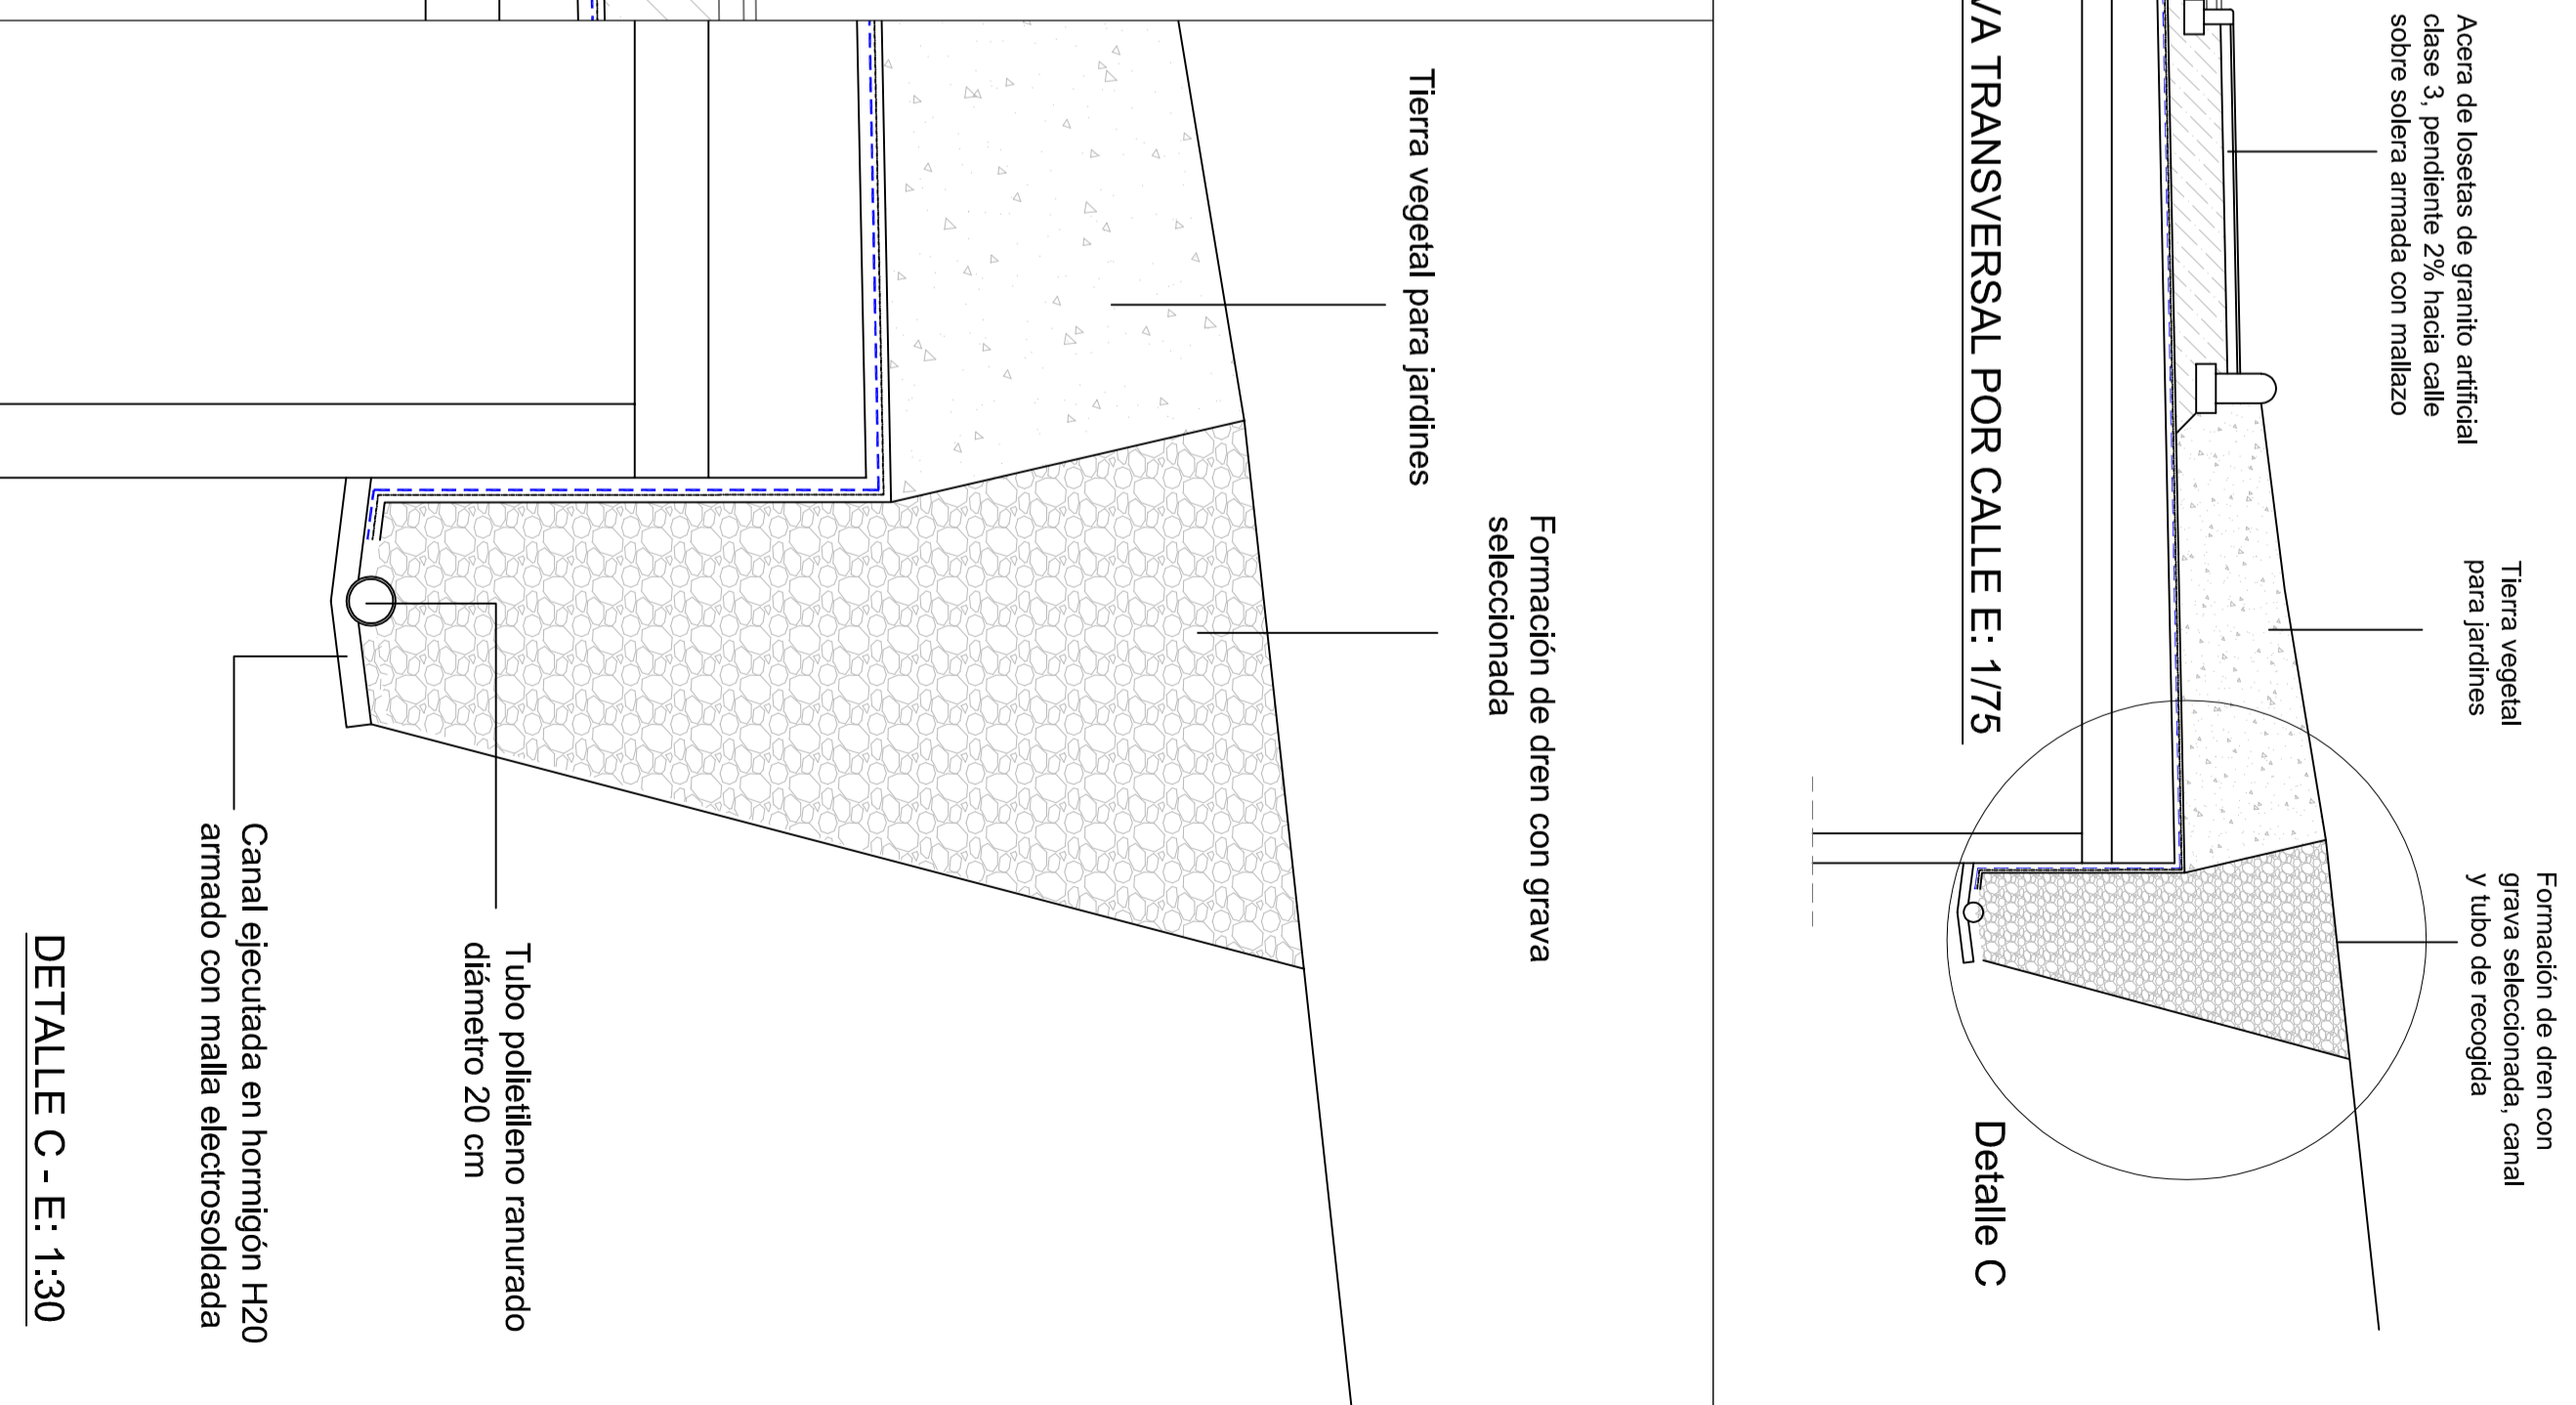 Acera de losetas de granito artificial
clase 3, pendiente 2% hacia calle
sobre solera armada con mallazo
Tierra vegetal
para jardines
Formación de dren con
grava seleccionada, canal
y tubo de recogida
VA TRANSVERSAL POR CALLE E: 1/75
Detalle C
Tierra vegetal para jardines
Formación de dren con grava
seleccionada
Tubo polietileno ranurado
diámetro 20 cm
Canal ejecutada en hormigón H20
armado con malla electrosoldada
DETALLE C - E: 1:30